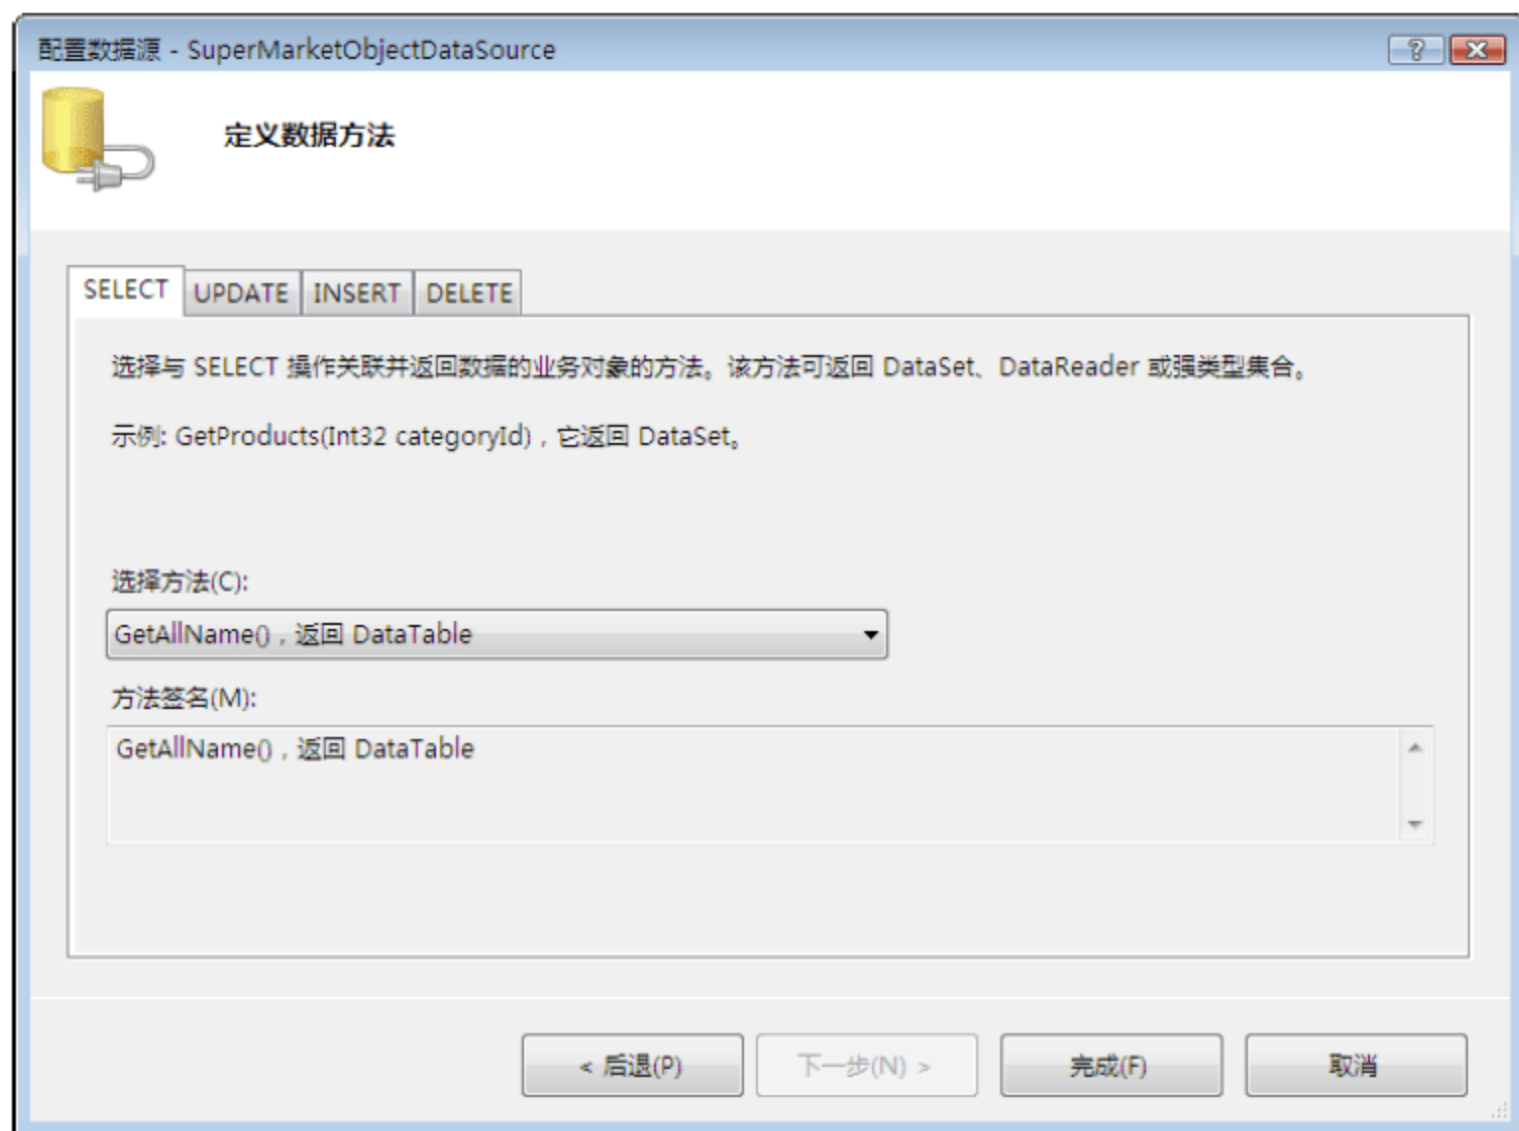 配置数据源 - SuperMarketObjectDataSource
定义数据方法
SELECT UPDATE INSERT DELETE
选择与 SELECT 操作关联并返回数据的业务对象的方法。该方法可返回 DataSet、DataReader 或强类型集合。
示例: GetProducts(Int32 categoryId)，它返回 DataSet。
选择方法(C):
GetAllName()，返回 DataTable
方法签名(M):
GetAllName()，返回 DataTable
< 后退(P) 下一步(N) > 完成(F) 取消